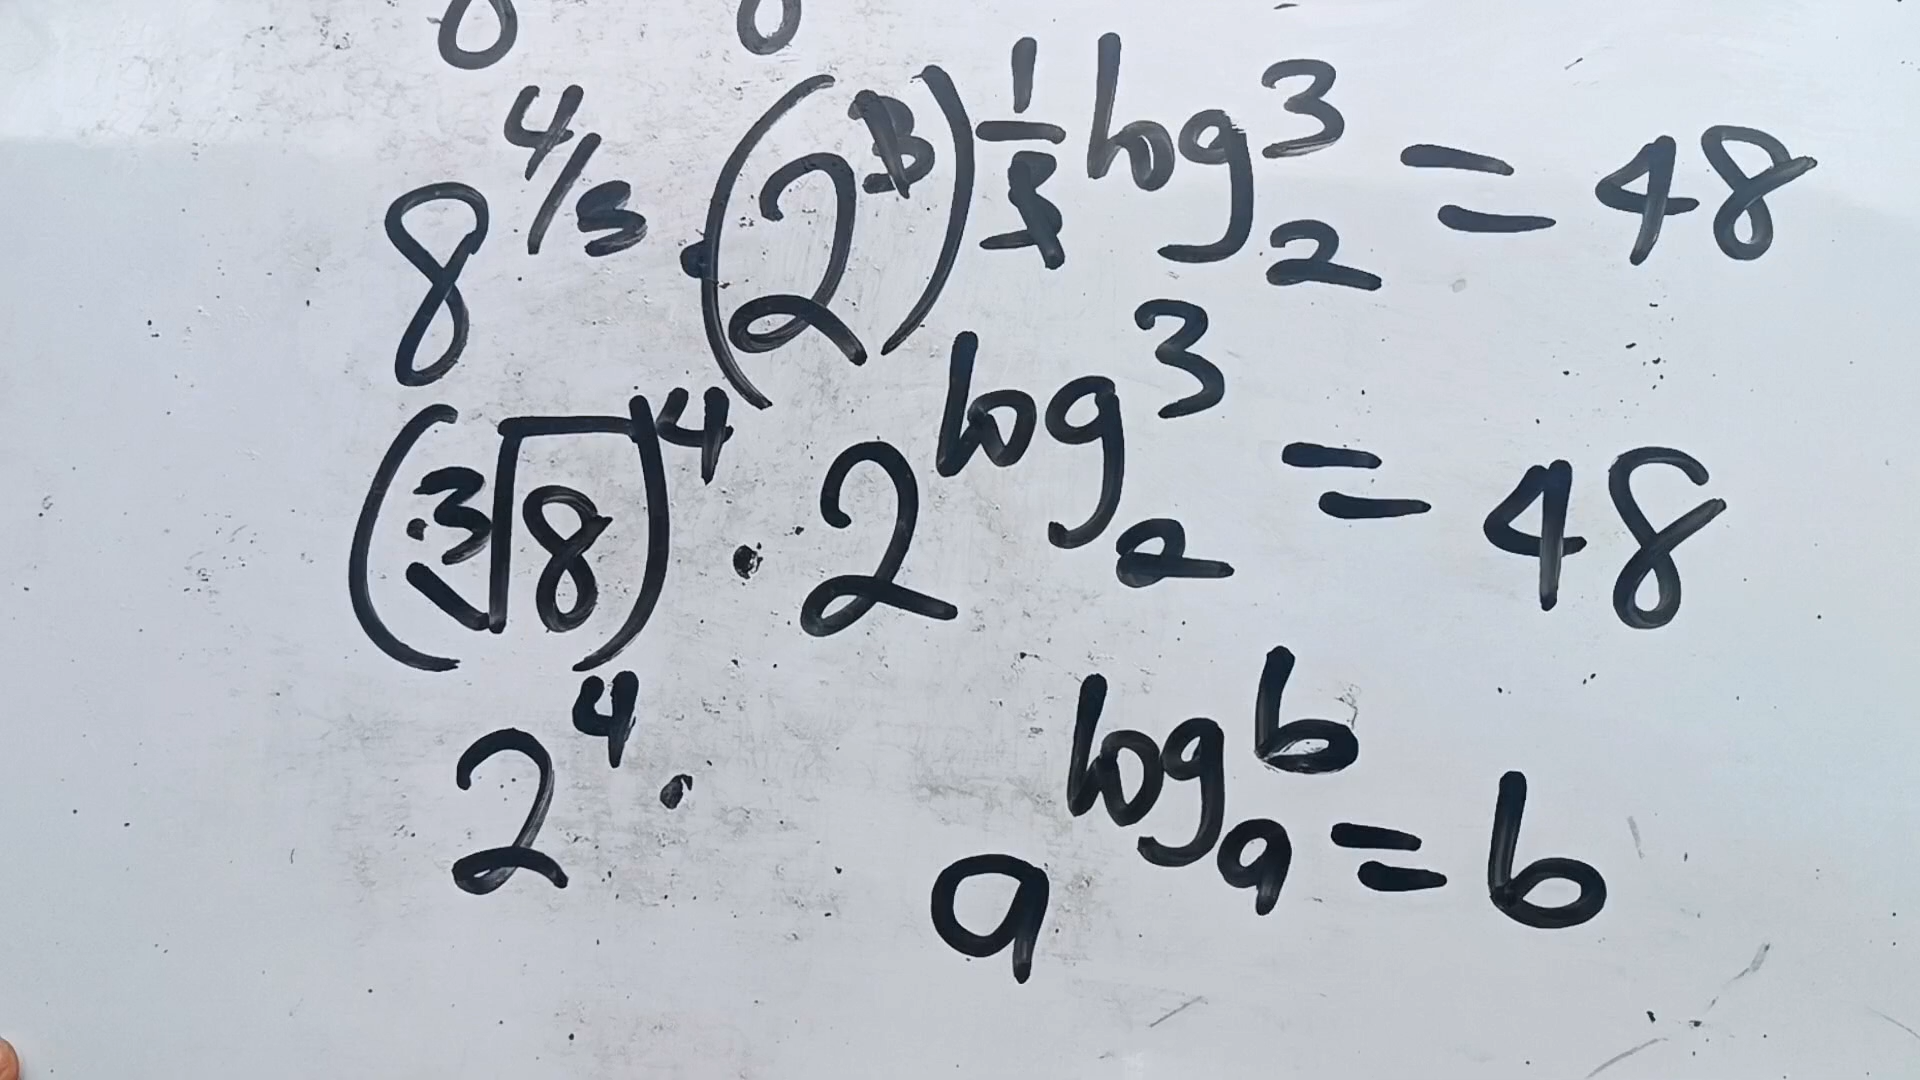 8^{4/3} · (2^3)^{\frac{1}{3} log_2^3} = 48
(∛8)^4 · 2^{log_2^3} = 48
2^4 · a^{log_a^b} = b